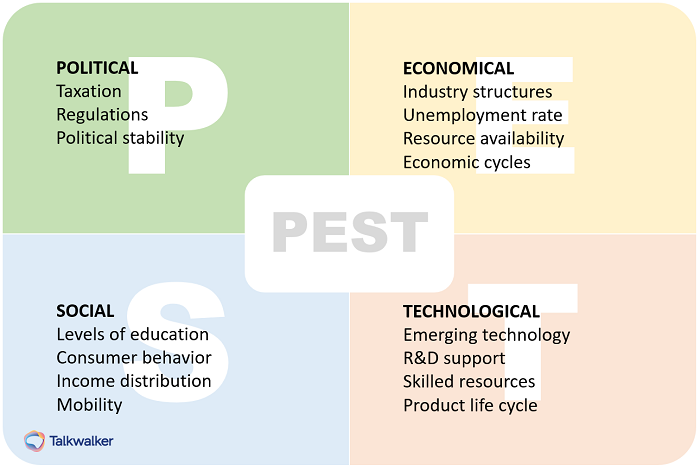 P
POLITICAL
Taxation
Regulations
Political stability
E
ECONOMICAL
Industry structures
Unemployment rate
Resource availability
Economic cycles
PEST
S
SOCIAL
Levels of education
Consumer behavior
Income distribution
Mobility
T
TECHNOLOGICAL
Emerging technology
R&D support
Skilled resources
Product life cycle
Talkwalker